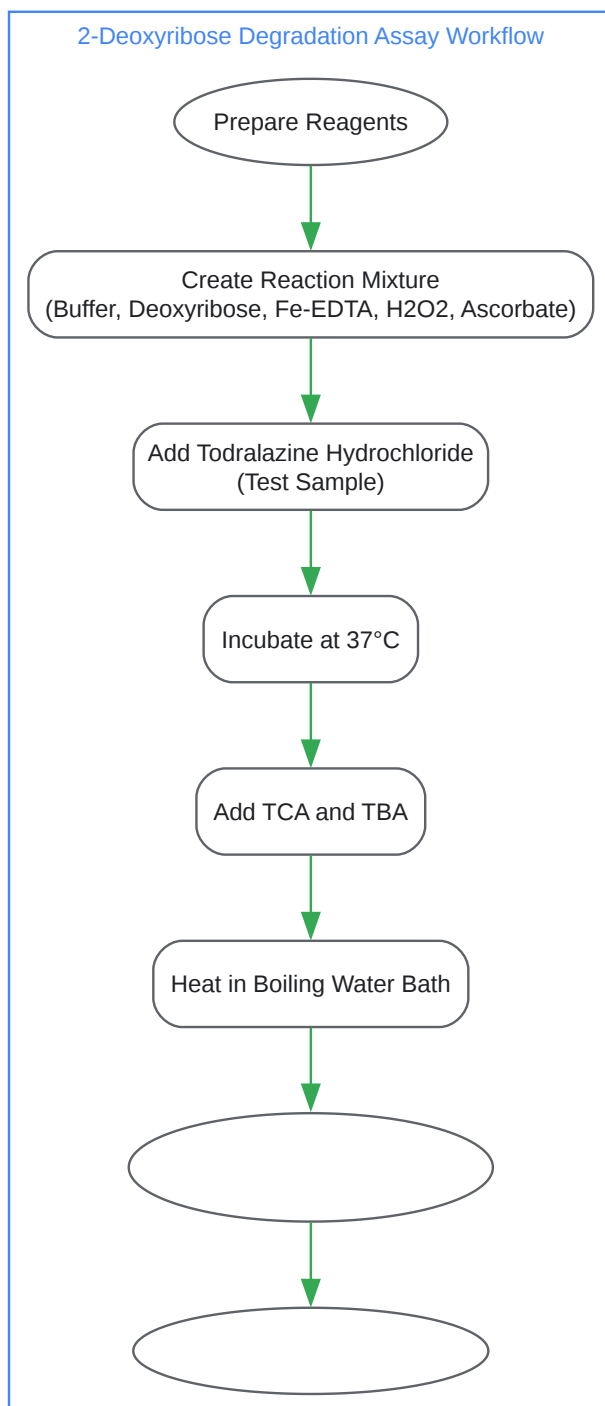 2-Deoxyribose Degradation Assay Workflow
Prepare Reagents
Create Reaction Mixture
(Buffer, Deoxyribose, Fe-EDTA, H2O2, Ascorbate)
Add Todralazine Hydrochloride
(Test Sample)
Incubate at 37°C
Add TCA and TBA
Heat in Boiling Water Bath